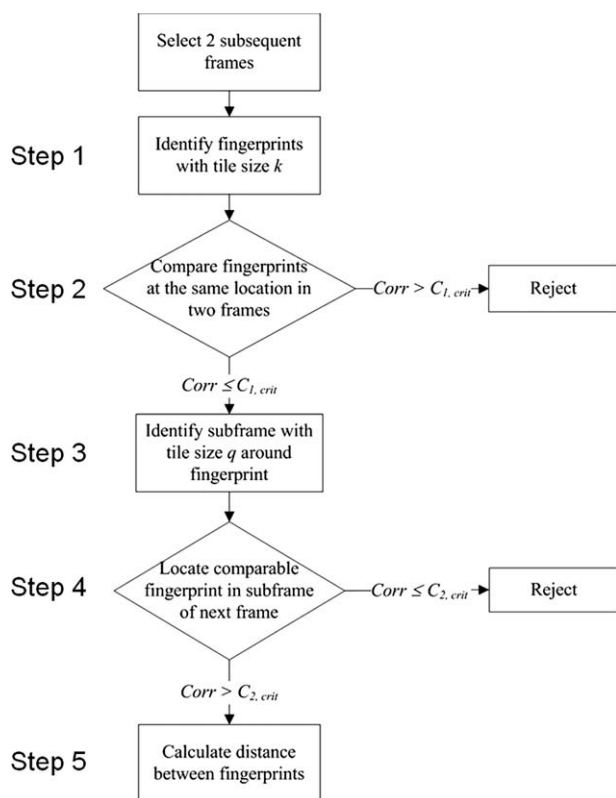 Select 2 subsequent
frames
Step 1
Identify fingerprints
with tile size k
Step 2
Compare fingerprints
at the same location in
two frames
Corr > C1, crit
Reject
Corr ≤ C1, crit
Step 3
Identify subframe with
tile size q around
fingerprint
Step 4
Locate comparable
fingerprint in subframe
of next frame
Corr ≤ C2, crit
Reject
Corr > C2, crit
Step 5
Calculate distance
between fingerprints